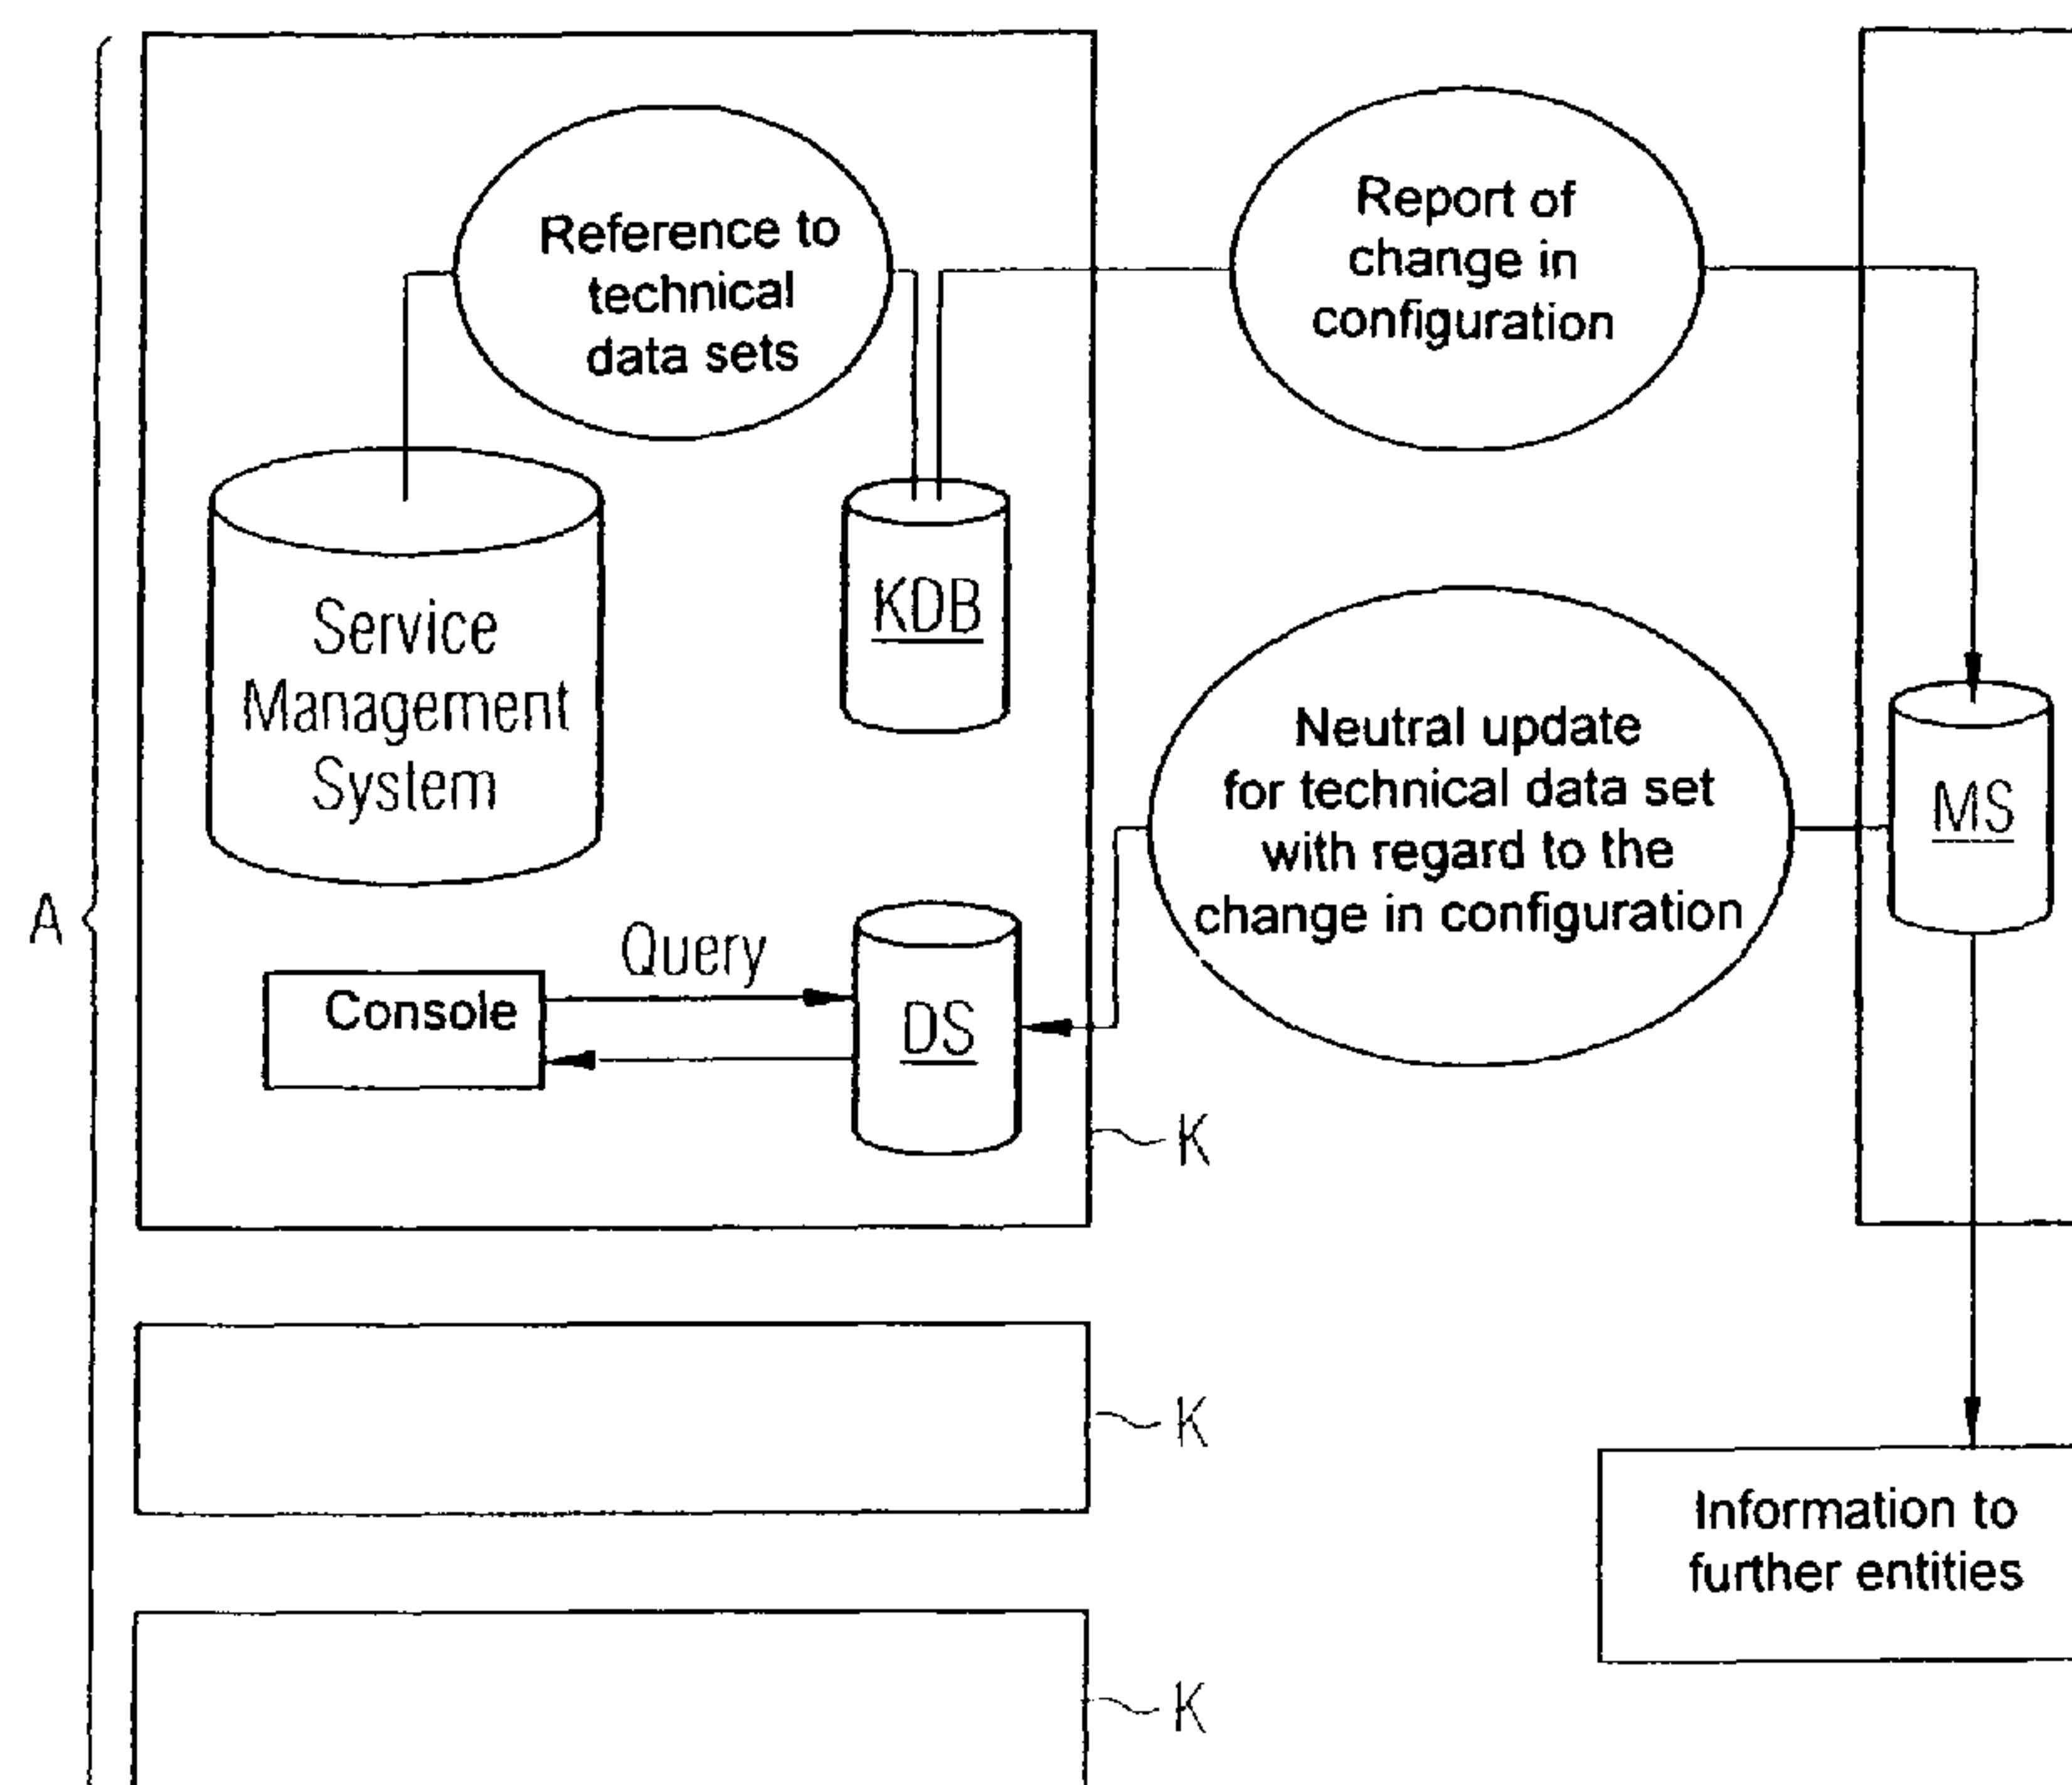 Reference to
technical
data sets
Report of
change in
configuration
Service
Management
System
KDB
Neutral update
for technical data set
with regard to the
change in configuration
MS
A
Query
Console
DS
K
K
Information to
further entities
K